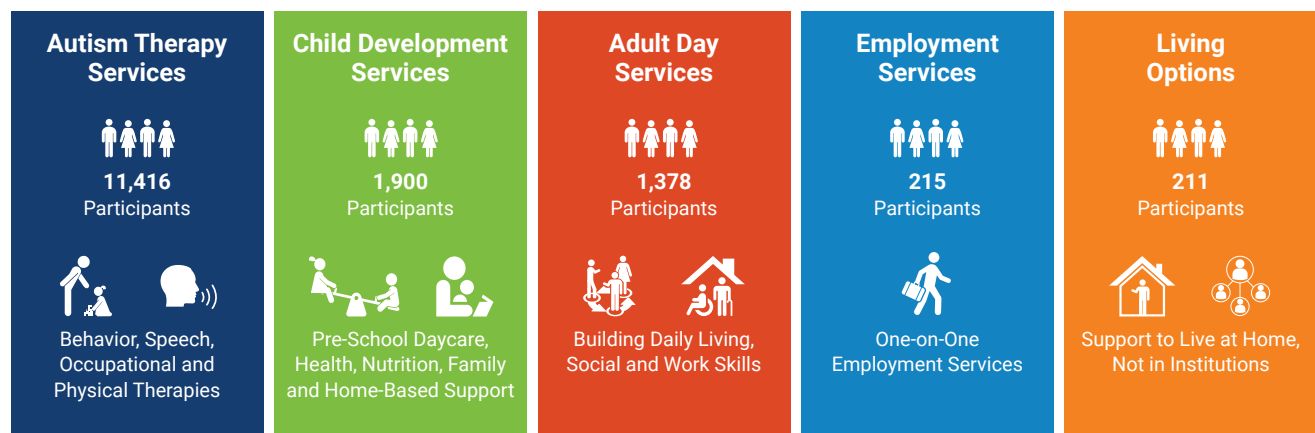 Autism Therapy
Services
11,416
Participants
Behavior, Speech,
Occupational and
Physical Therapies
Child Development
Services
1,900
Participants
Pre-School Daycare,
Health, Nutrition, Family
and Home-Based Support
Adult Day
Services
1,378
Participants
Building Daily Living,
Social and Work Skills
Employment
Services
215
Participants
One-on-One
Employment Services
Living
Options
211
Participants
Support to Live at Home,
Not in Institutions